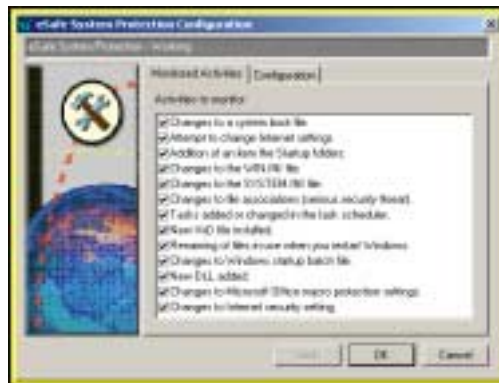 eSafe System Protection Configuration
eSafe System Protection - Working
Monitored Activities
Configuration
Activities to monitor
Changes to a system boot file.
Attempt to change Internet settings.
Addition of an item the Startup folders.
Changes to the WIN.INI file.
Changes to the SYSTEM.INI file.
Changes to file associations (serious security threat).
Tasks added or changed in the task scheduler.
New VxD file installed.
Renaming of files in use when you restart Windows.
Changes to Windows startup batch file.
New DLL added.
Changes to Microsoft Office macro protection settings.
Changes to Internet security setting.
OK
Cancel